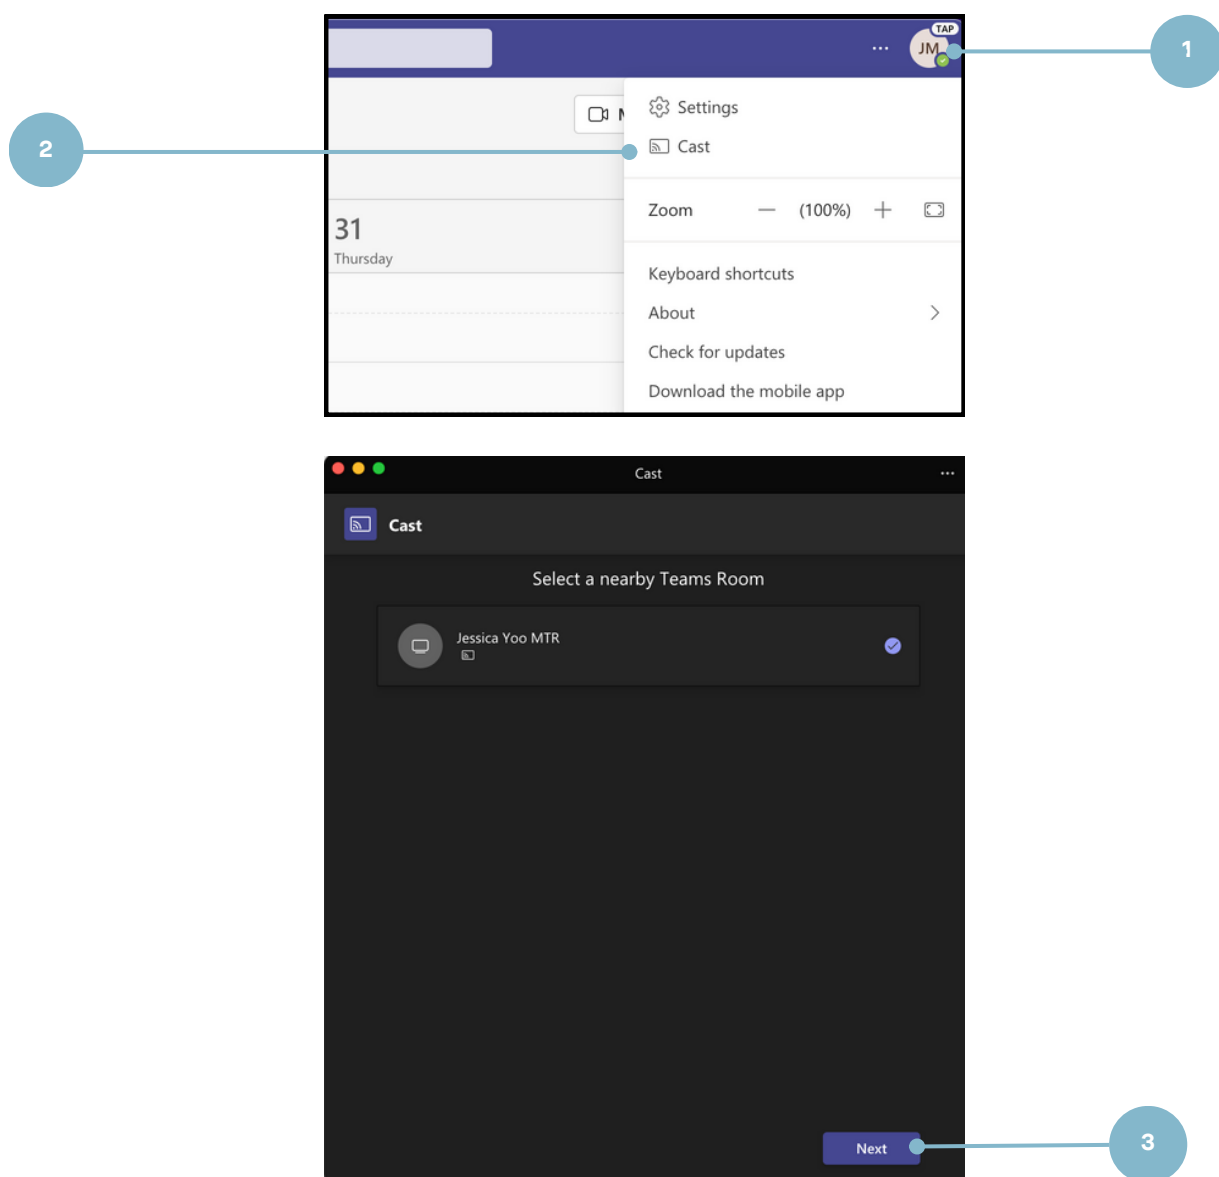 TAP
JM
1
M
Settings
2
Cast
Zoom (100%)
31
Thursday
Keyboard shortcuts
About
Check for updates
Download the mobile app
Cast
Cast
Select a nearby Teams Room
Jessica Yoo MTR
Next
3